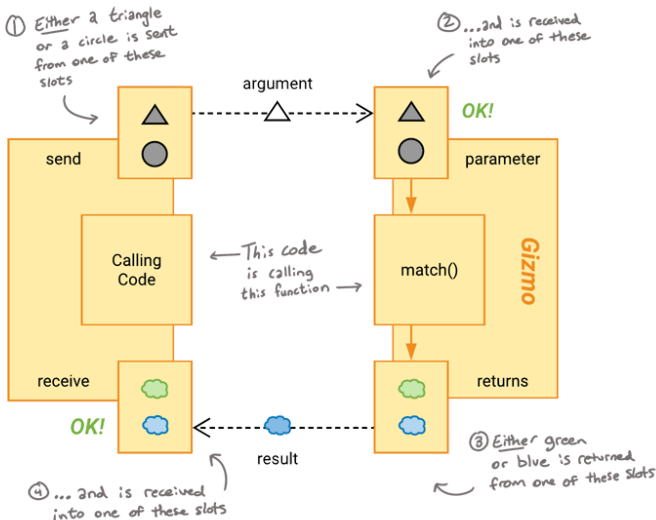 ① Either a triangle
or a circle is sent
from one of these
slots
② ...and is received
into one of these
slots
argument
OK!
send
parameter
Calling
Code
This code
is calling
this function
match()
Gizmo
receive
returns
OK!
result
③ Either green
or blue is returned
from one of these slots
④ ... and is received
into one of these slots